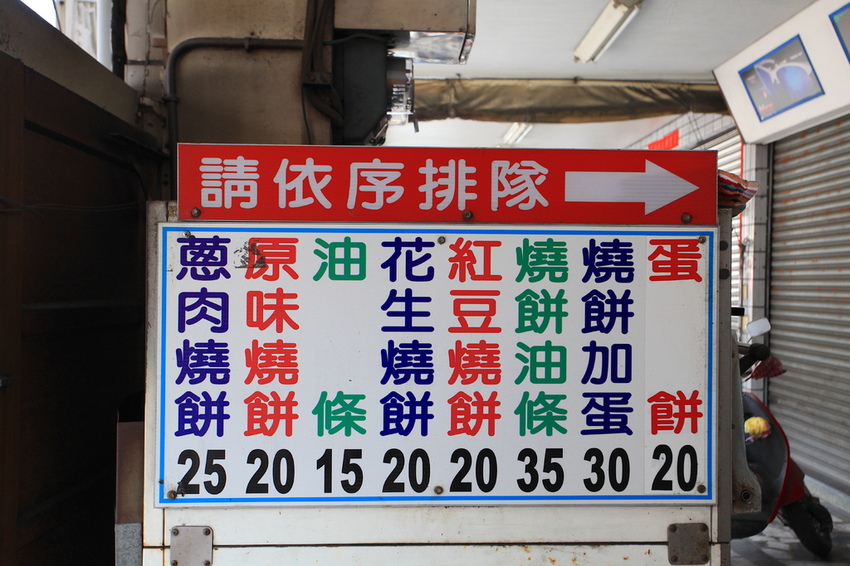 請依序排隊
蔥肉燒餅 25
原味燒餅 20
油條 15
花生燒餅 20
紅豆燒餅 20
燒餅油條 35
燒餅加蛋 30
蛋餅 20